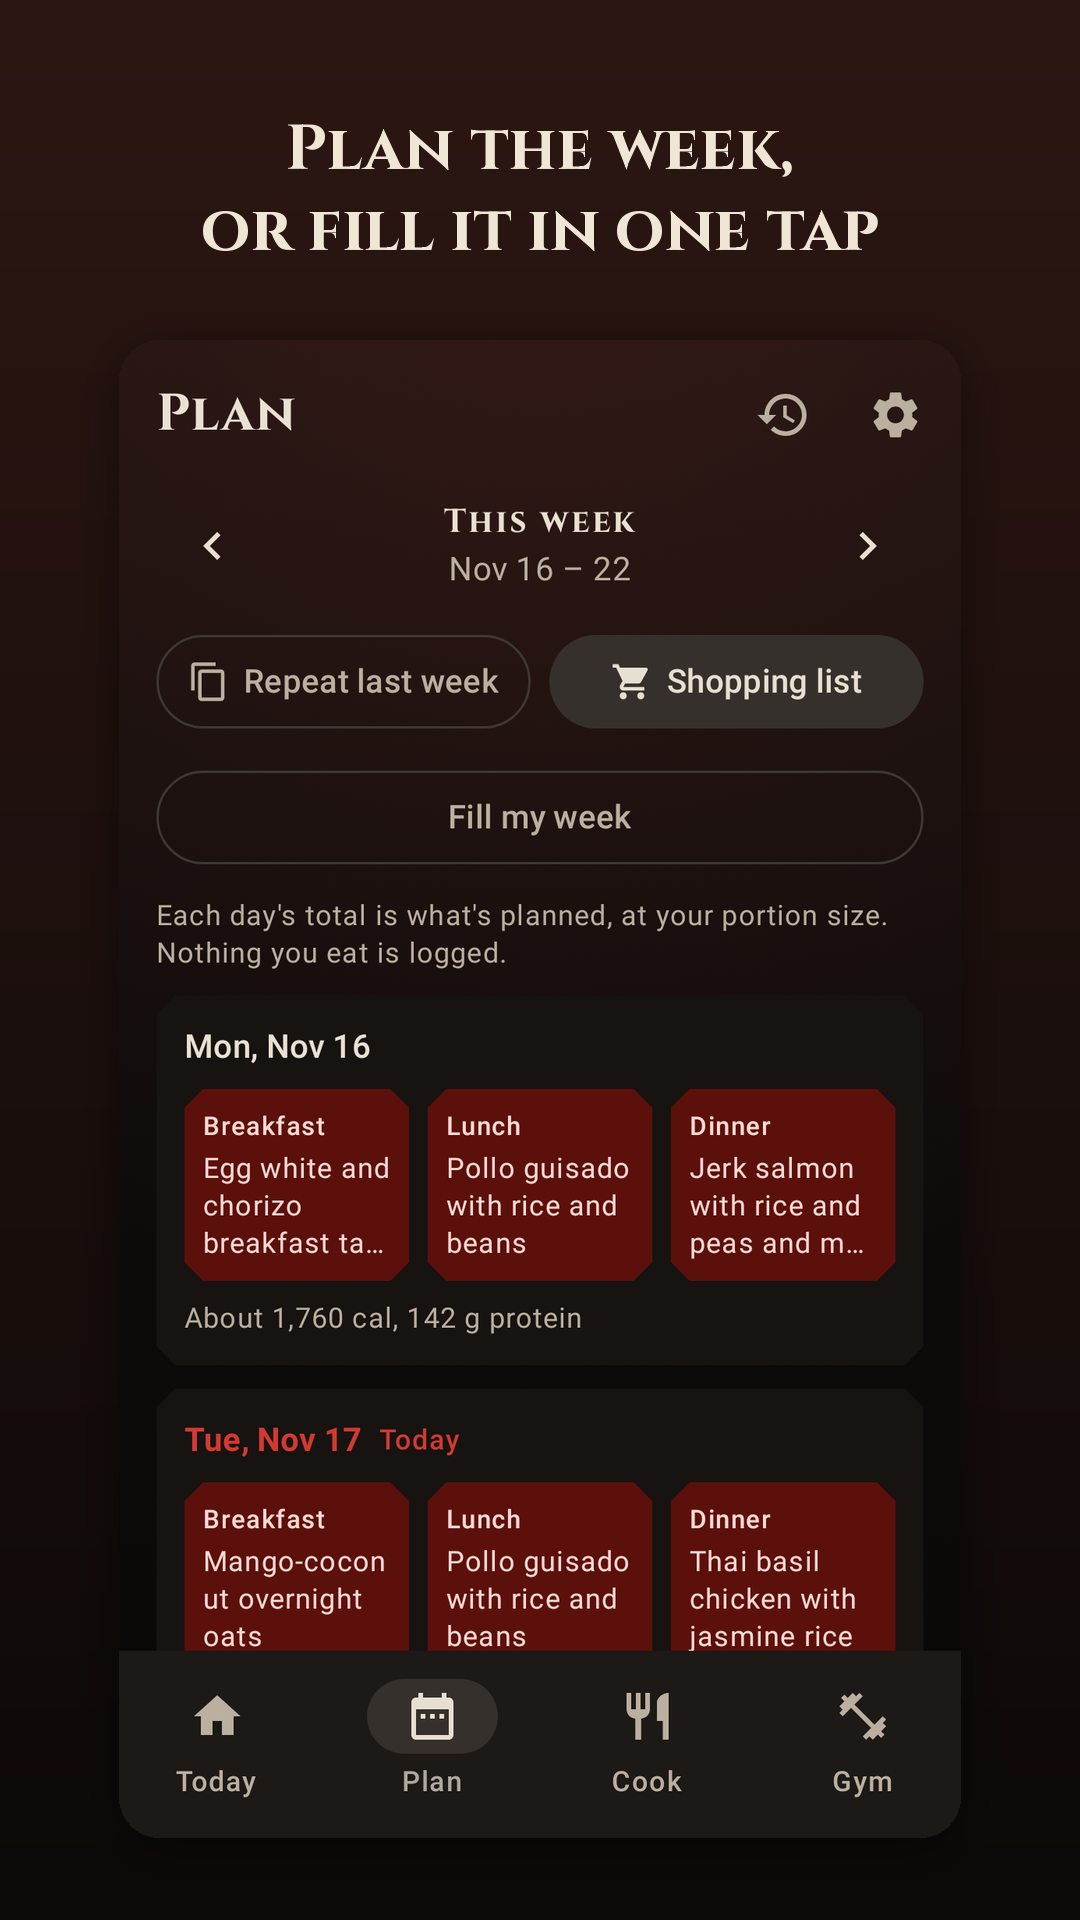 Plan the week,
or fill it in one tap
Plan
This week
Nov 16 – 22
Repeat last week
Shopping list
Fill my week
Each day's total is what's planned, at your portion size.
Nothing you eat is logged.
Mon, Nov 16
Breakfast
Egg white and
chorizo
breakfast ta...
Lunch
Pollo guisado
with rice and
beans
Dinner
Jerk salmon
with rice and
peas and m...
About 1,760 cal, 142 g protein
Tue, Nov 17 Today
Breakfast
Mango-cocon
ut overnight
oats
Lunch
Pollo guisado
with rice and
beans
Dinner
Thai basil
chicken with
jasmine rice
Today
Plan
Cook
Gym